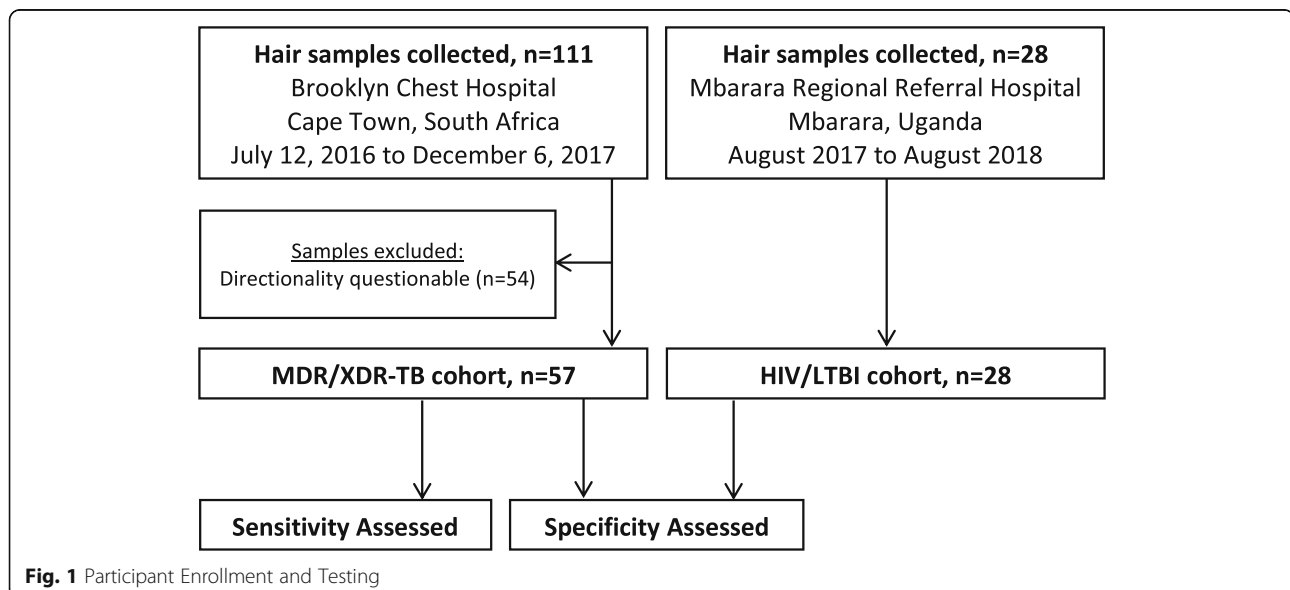 Hair samples collected, n=111
Brooklyn Chest Hospital
Cape Town, South Africa
July 12, 2016 to December 6, 2017
Hair samples collected, n=28
Mbarara Regional Referral Hospital
Mbarara, Uganda
August 2017 to August 2018
Samples excluded:
Directionality questionable (n=54)
MDR/XDR-TB cohort, n=57
HIV/LTBI cohort, n=28
Sensitivity Assessed
Specificity Assessed
Fig. 1 Participant Enrollment and Testing